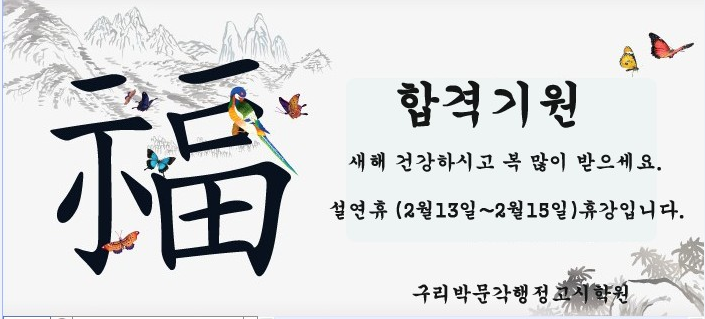 福
합격기원
새해 건강하시고 복 많이 받으세요.
설연휴 (2월13일~2월15일)휴강입니다.
구리박문각행정고시학원